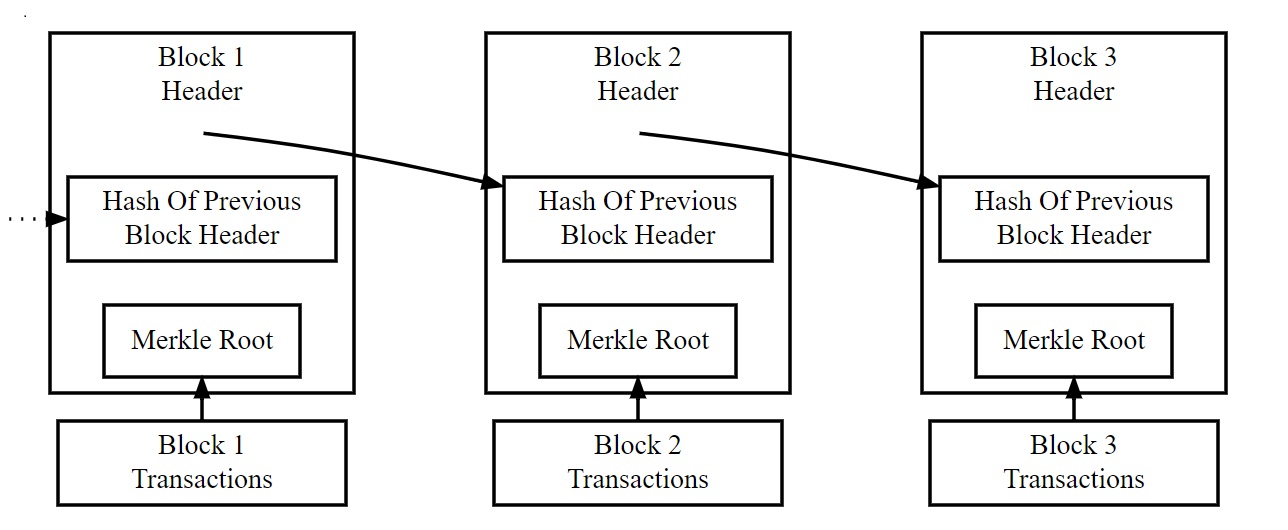 Block 1
Header
Hash Of Previous
Block Header
Merkle Root
Block 1
Transactions
Block 2
Header
Hash Of Previous
Block Header
Merkle Root
Block 2
Transactions
Block 3
Header
Hash Of Previous
Block Header
Merkle Root
Block 3
Transactions